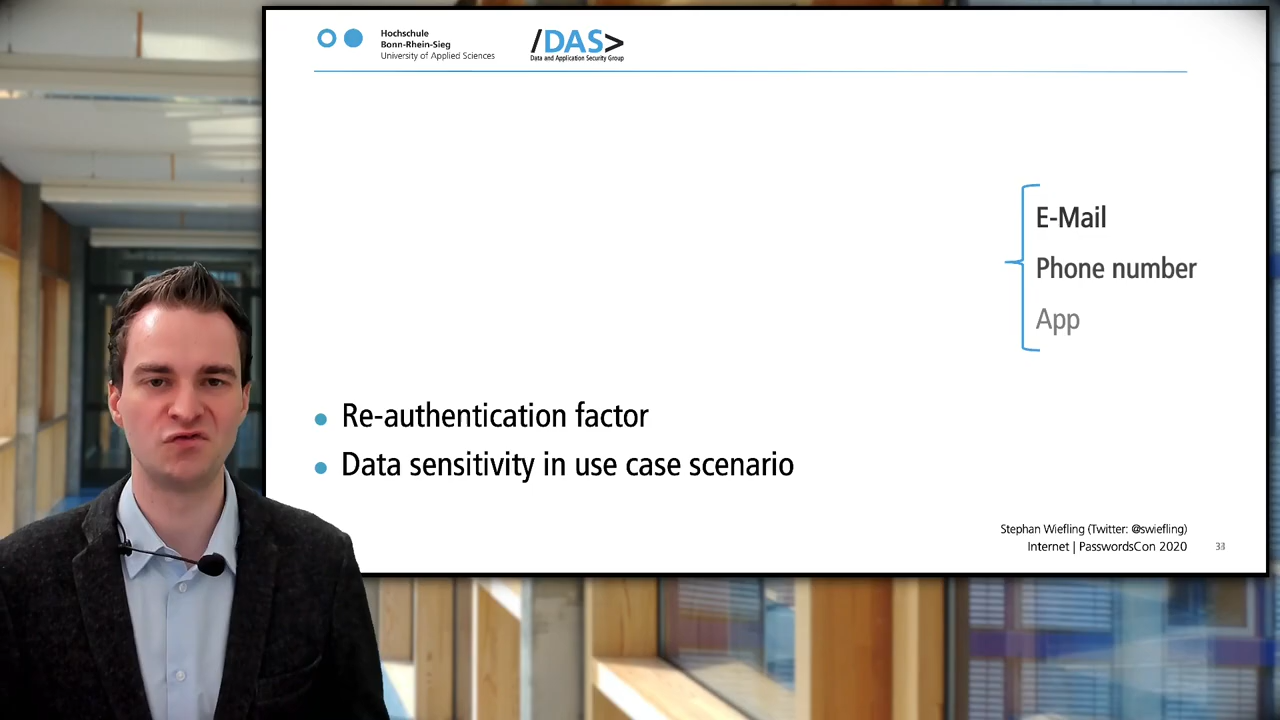 Hochschule
Bonn-Rhein-Sieg
University of Applied Sciences
/DAS>
Data and Application Security Group
E-Mail
Phone number
App
Re-authentication factor
Data sensitivity in use case scenario
Stephan Wiefling (Twitter: @swiefling)
Internet | PasswordsCon 2020